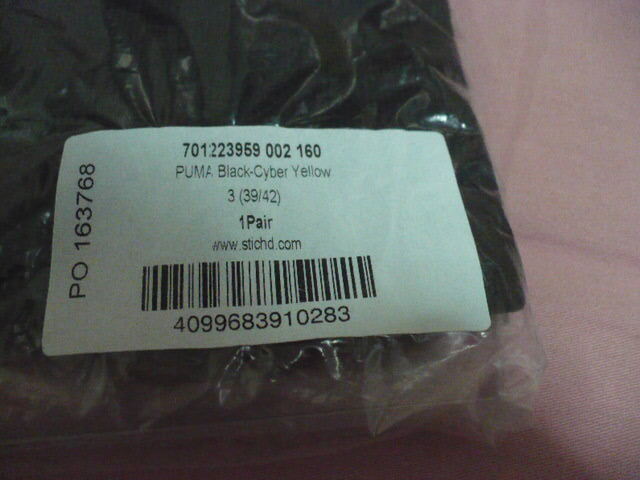 701223959 002 160
PUMA Black-Cyber Yellow
3 (39/42)
1Pair
www.stichd.com
4099683910283
PO 163768